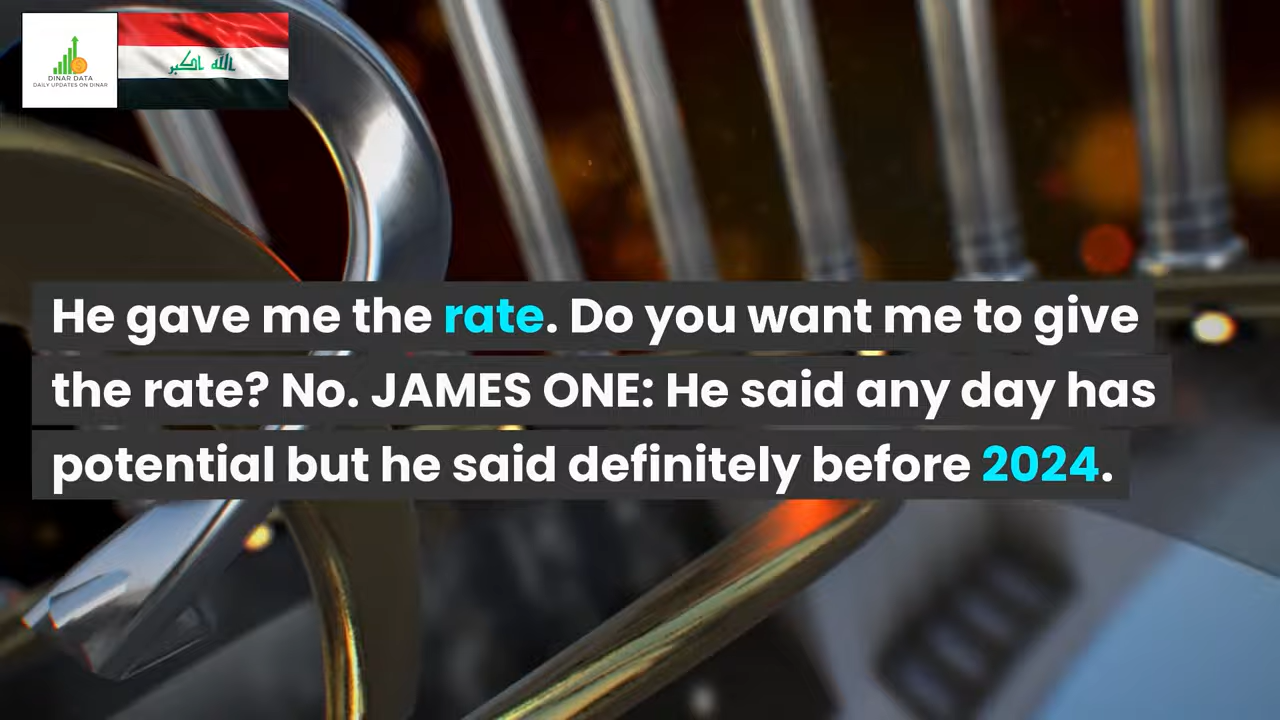 DINAR DATA
DAILY UPDATES ON DINAR
الله اكبر
He gave me the rate. Do you want me to give
the rate? No. JAMES ONE: He said any day has
potential but he said definitely before 2024.